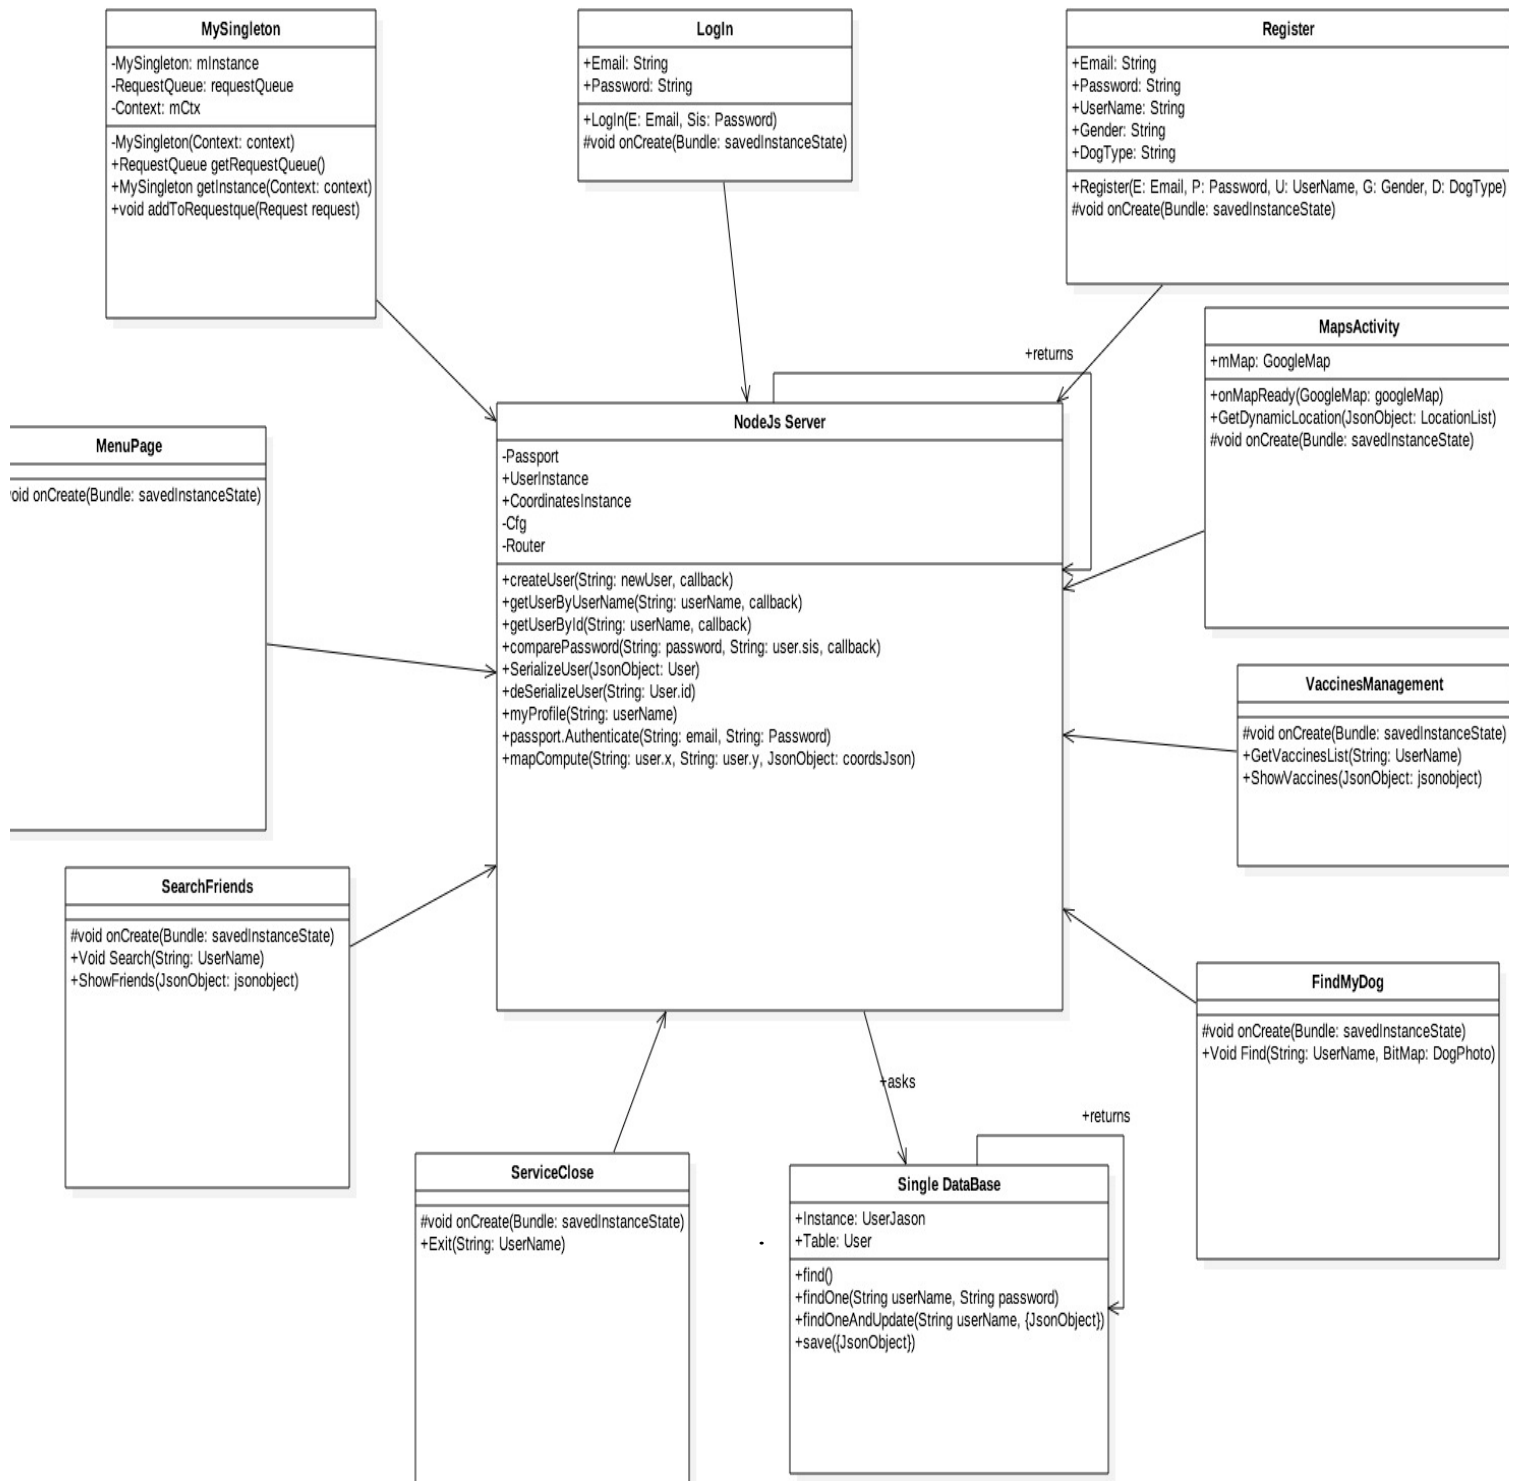 MySingleton
-MySingleton: mInstance
-RequestQueue: requestQueue
-Context: mCtx
-MySingleton(Context: context)
+RequestQueue getRequestQueue()
+MySingleton getInstance(Context: context)
+void addToRequestque(Request request)
LogIn
+Email: String
+Password: String
+LogIn(E: Email, Sis: Password)
#void onCreate(Bundle: savedInstanceState)
Register
+Email: String
+Password: String
+UserName: String
+Gender: String
+DogType: String
+Register(E: Email, P: Password, U: UserName, G: Gender, D: DogType)
#void onCreate(Bundle: savedInstanceState)
MapsActivity
+mMap: GoogleMap
+onMapReady(GoogleMap: googleMap)
+GetDynamicLocation(JsonObject: LocationList)
#void onCreate(Bundle: savedInstanceState)
+returns
NodeJs Server
-Passport
+UserInstance
+CoordinatesInstance
-Cfg
-Router
+createUser(String: newUser, callback)
+getUserByUserName(String: userName, callback)
+getUserById(String: userName, callback)
+comparePassword(String: password, String: user.sis, callback)
+SerializeUser(JsonObject: User)
+deSerializeUser(String: User.id)
+myProfile(String: userName)
+passport.Authenticate(String: email, String: Password)
+mapCompute(String: user.x, String: user.y, JsonObject: coordsJson)
MenuPage
void onCreate(Bundle: savedInstanceState)
VaccinesManagement
#void onCreate(Bundle: savedInstanceState)
+GetVaccinesList(String: UserName)
+ShowVaccines(JsonObject: jsonobject)
SearchFriends
#void onCreate(Bundle: savedInstanceState)
+Void Search(String: UserName)
+ShowFriends(JsonObject: jsonobject)
FindMyDog
#void onCreate(Bundle: savedInstanceState)
+Void Find(String: UserName, BitMap: DogPhoto)
+asks
+returns
ServiceClose
#void onCreate(Bundle: savedInstanceState)
+Exit(String: UserName)
Single DataBase
+Instance: UserJason
+Table: User
+find()
+findOne(String userName, String password)
+findOneAndUpdate(String userName, {JsonObject})
+save({JsonObject})